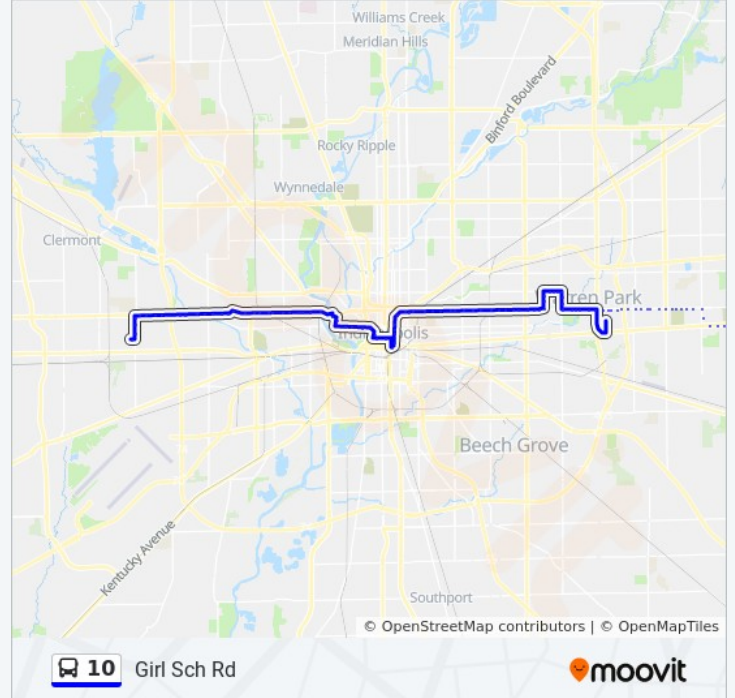 Williams Creek
Meridian Hills
Binford Boulevard
Rocky Ripple
Wynnedale
Clermont
ren Park
Ind
olis
Beech Grove
Kentucky Avenue
Southport
© OpenStreetMap contributors | © OpenMapTiles
10 Girl Sch Rd
moovit